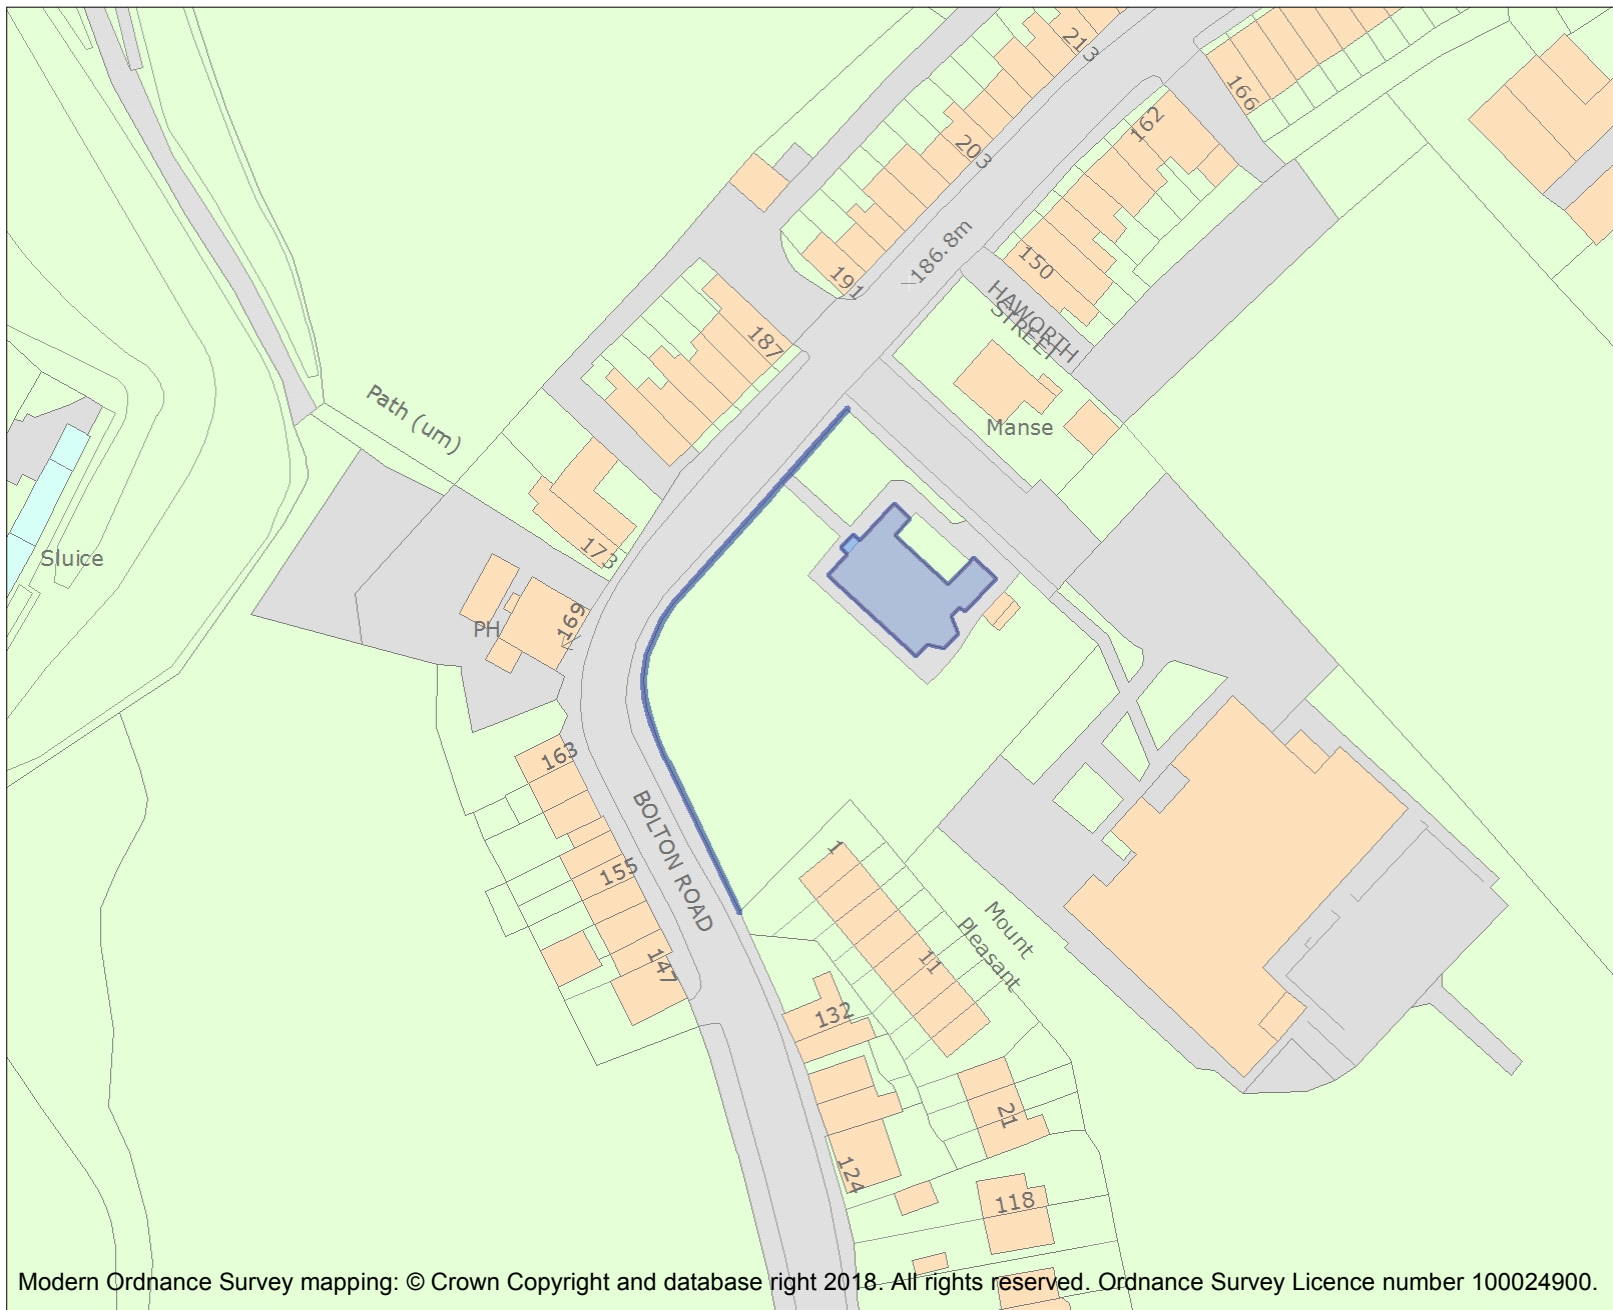 213
166
162
203
186.8m
150
191
HAWORTH
STREET
187
Path (um)
Manse
173
Sluice
169
PH
163
BOLTON ROAD
155
1
Mount
Pleasant
11
147
132
21
124
118
Modern Ordnance Survey mapping: © Crown Copyright and database right 2018. All rights reserved. Ordnance Survey Licence number 100024900.